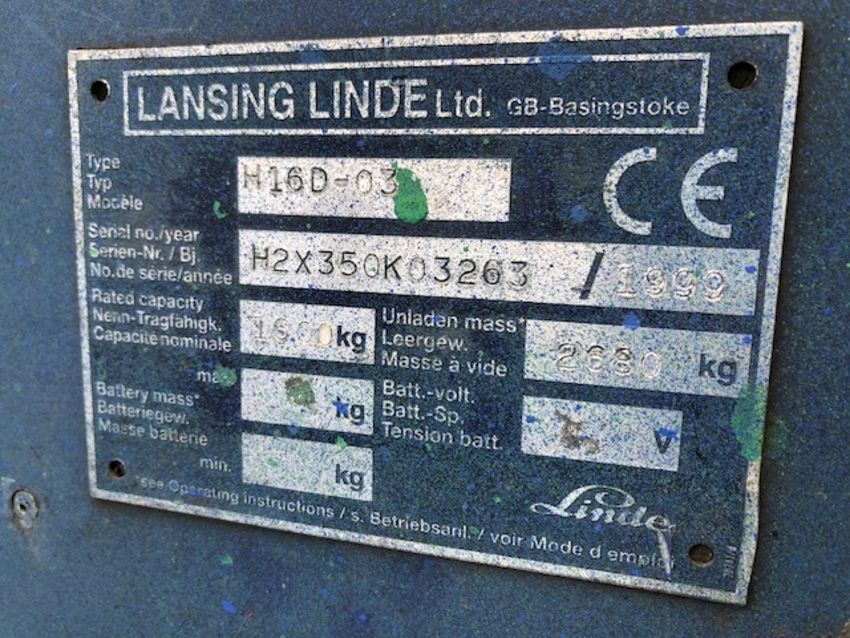 LANSING LINDE Ltd. GB-Basingstoke
Type
Typ
Modèle
H16D-03
CE
Serial no./year
Serien-Nr. / Bj.
No.de série/année
H2X350K03263 / 1999
Rated capacity
Nenn-Tragfähigk.
Capacité nominale
1600 kg
Unladen mass*
Leergew.
Masse à vide
2680 kg
max.
Battery mass*
Batteriegew.
Masse batterie
min.
kg
kg
Batt.-volt.
Batt.-Sp.
Tension batt.
V
*see Operating instructions / s. Betriebsanl. / voir Mode d emploi
Linde